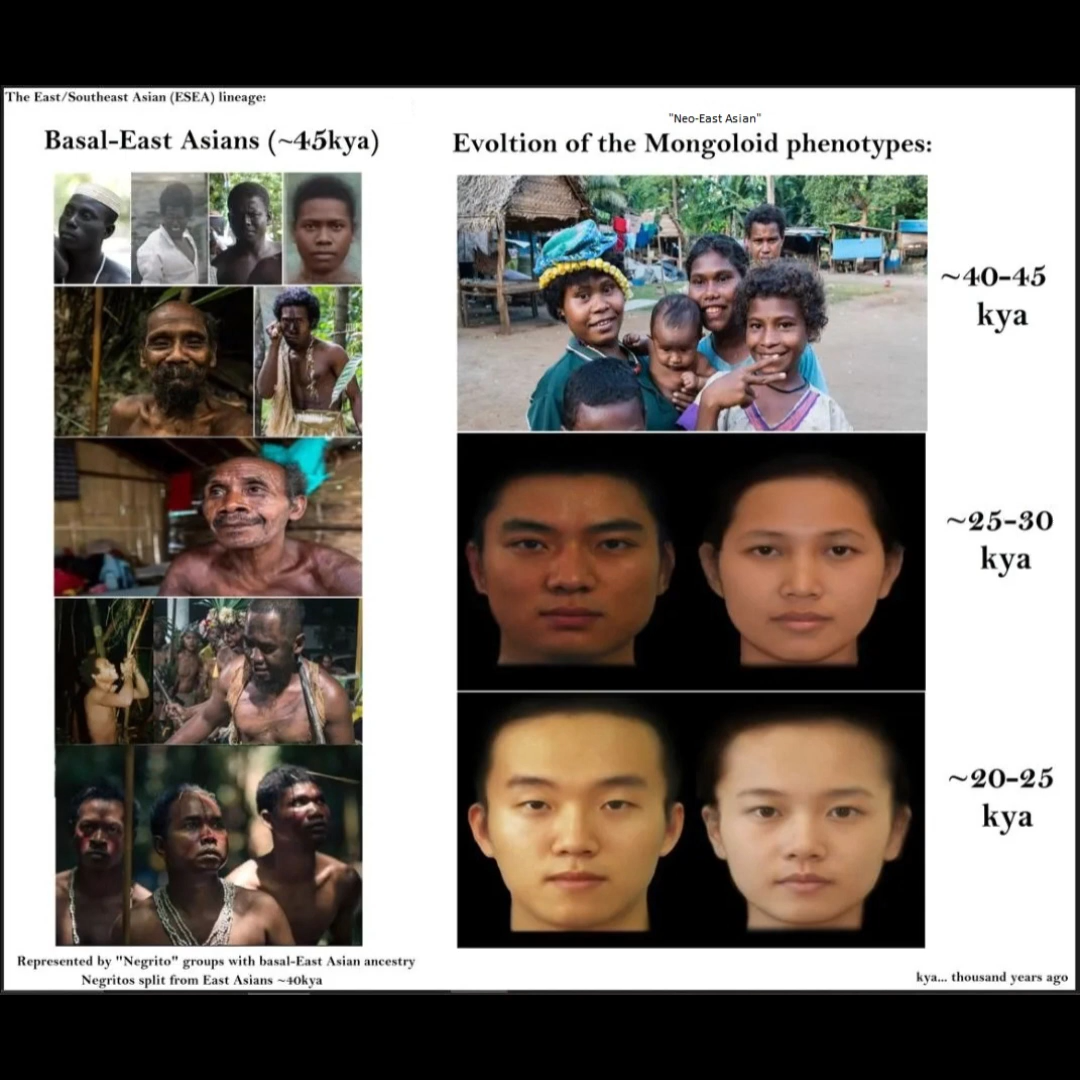 The East/Southeast Asian (ESEA) lineage:
Basal-East Asians (~45kya)
"Neo-East Asian"
Evoltion of the Mongoloid phenotypes:
~40-45
kya
~25-30
kya
~20-25
kya
Represented by "Negrito" groups with basal-East Asian ancestry
Negritos split from East Asians ~40kya
kya... thousand years ago